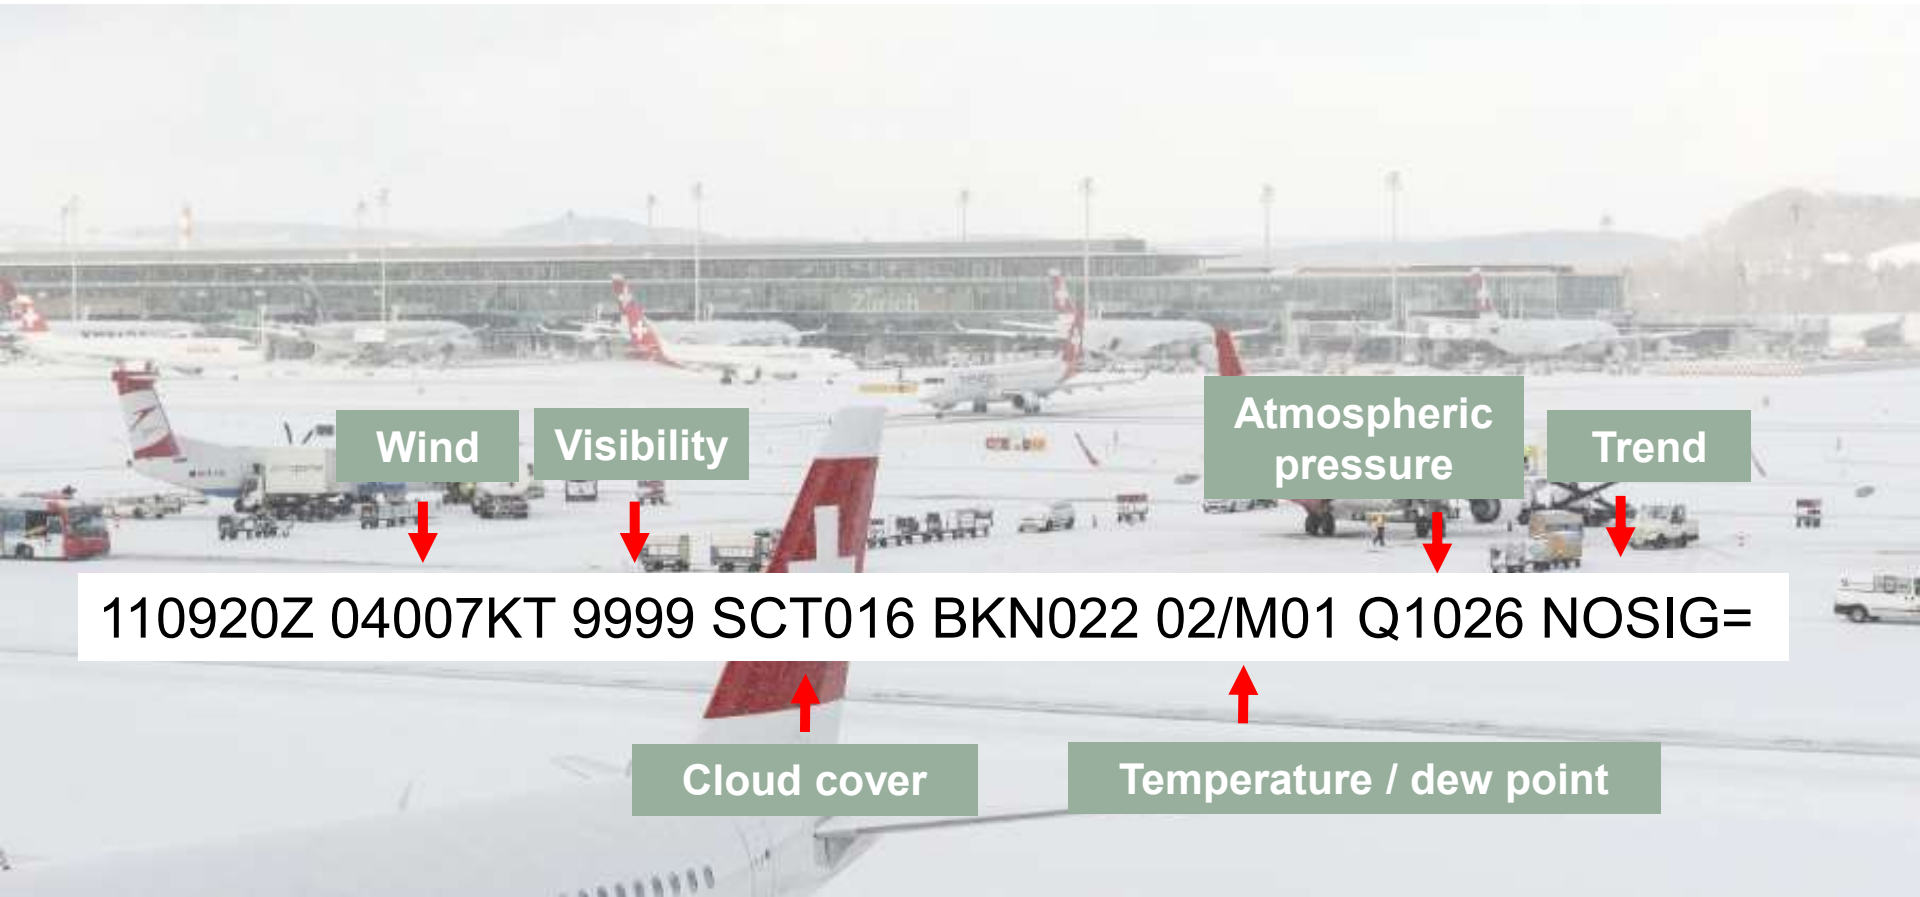 Zürich
Wind
Visibility
Atmospheric
pressure
Trend
110920Z 04007KT 9999 SCT016 BKN022 02/M01 Q1026 NOSIG=
Cloud cover
Temperature / dew point